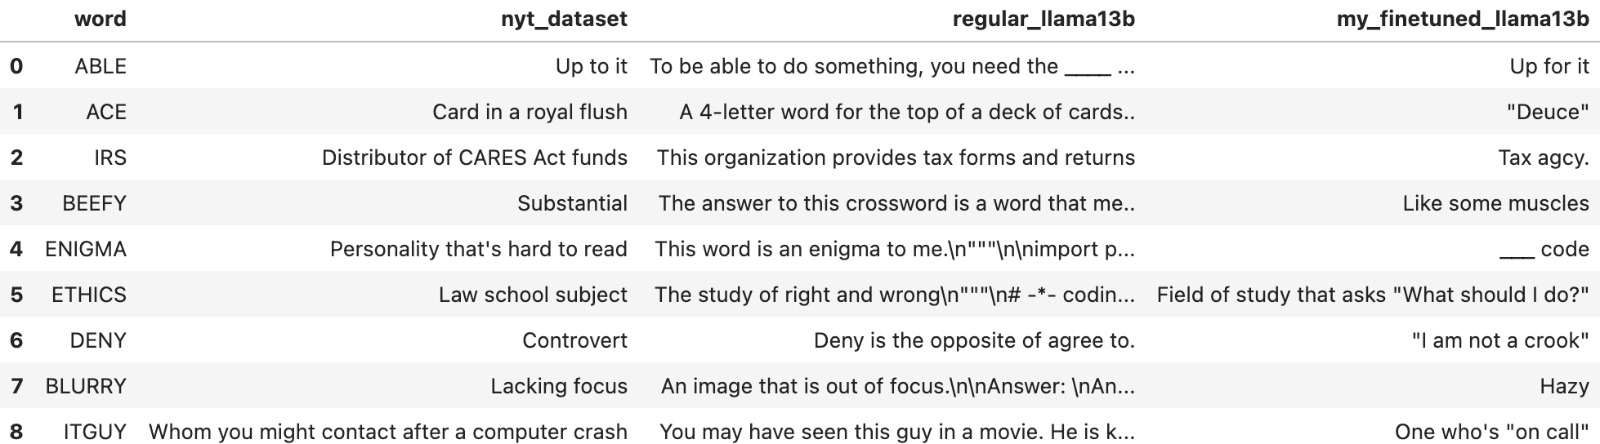 word nyt_dataset regular_llama13b my_finetuned_llama13b
0 ABLE Up to it To be able to do something, you need the ____ ... Up for it
1 ACE Card in a royal flush A 4-letter word for the top of a deck of cards.. "Deuce"
2 IRS Distributor of CARES Act funds This organization provides tax forms and returns Tax agcy.
3 BEEFY Substantial The answer to this crossword is a word that me.. Like some muscles
4 ENIGMA Personality that's hard to read This word is an enigma to me.\n"""\n\nimport p... ___ code
5 ETHICS Law school subject The study of right and wrong\n"""\n# -*- codin... Field of study that asks "What should I do?"
6 DENY Controvert Deny is the opposite of agree to. "I am not a crook"
7 BLURRY Lacking focus An image that is out of focus.\n\nAnswer: \nAn... Hazy
8 ITGUY Whom you might contact after a computer crash You may have seen this guy in a movie. He is k... One who's "on call"